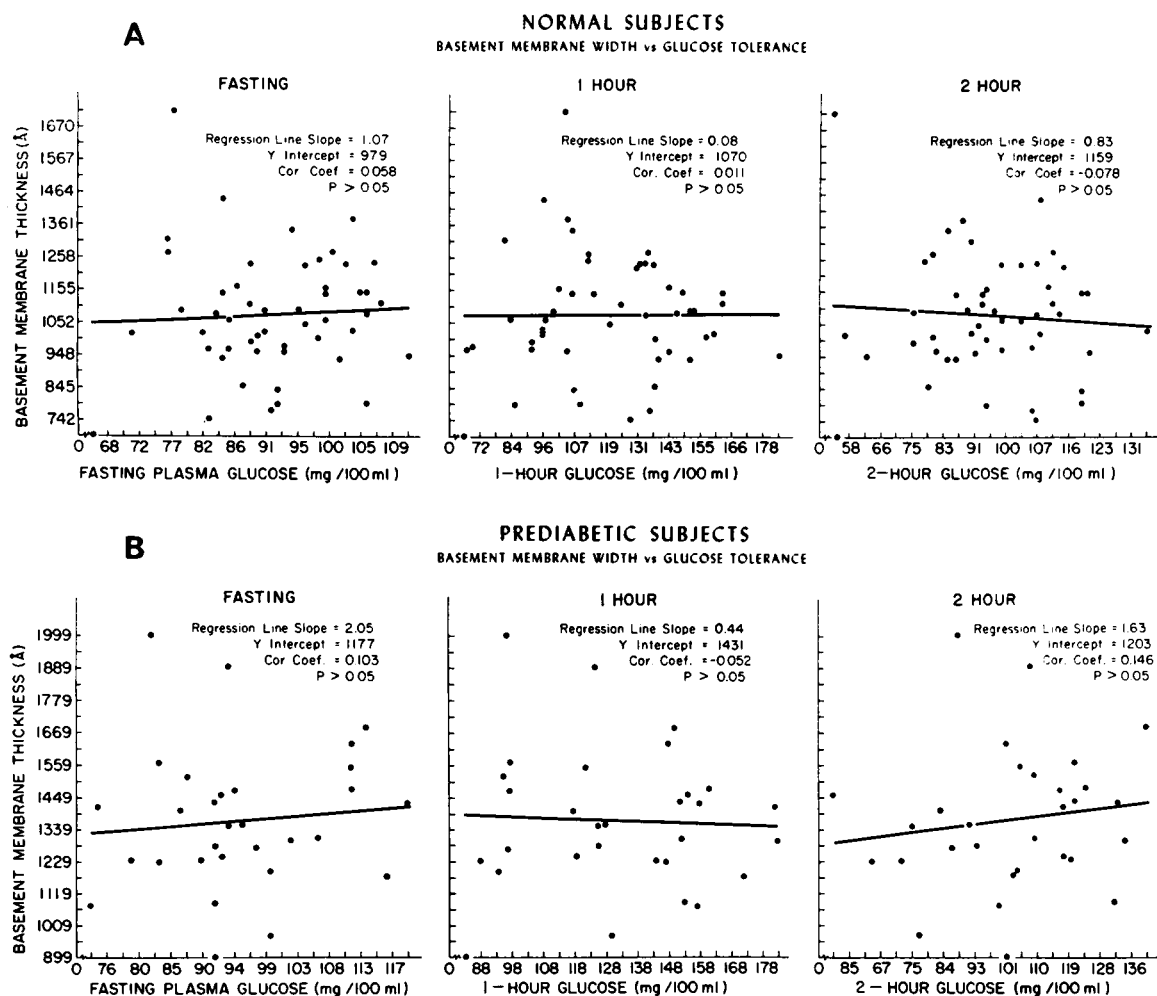 A
NORMAL SUBJECTS
BASEMENT MEMBRANE WIDTH vs GLUCOSE TOLERANCE
FASTING
Regression Line Slope = 1.07
Y Intercept = 979
Cor. Coef = 0.058
P > 0.05
BASEMENT MEMBRANE THICKNESS (Å)
1670
1567
1464
1361
1258
1155
1052
948
845
742
0 68 72 77 82 86 91 95 100 105 109
FASTING PLASMA GLUCOSE (mg/100 ml)
1 HOUR
Regression Line Slope = 0.08
Y Intercept = 1070
Cor. Coef = 0.011
P > 0.05
0 72 84 96 107 119 131 143 155 166 178
1-HOUR GLUCOSE (mg/100 ml)
2 HOUR
Regression Line Slope = 0.83
Y Intercept = 1159
Cor Coef = -0.078
P > 0.05
0 58 66 75 83 91 100 108 116 123 131
2-HOUR GLUCOSE (mg/100 ml)
B
PREDIABETIC SUBJECTS
BASEMENT MEMBRANE WIDTH vs GLUCOSE TOLERANCE
FASTING
Regression Line Slope = 2.05
Y Intercept = 1177
Cor Coef. = 0.103
P > 0.05
BASEMENT MEMBRANE THICKNESS (Å)
1999
1889
1779
1669
1559
1449
1339
1229
1119
1009
899
0 76 85 94 99 103 113 117
FASTING PLASMA GLUCOSE (mg/100 ml)
1 HOUR
Regression Line Slope = 0.44
Y Intercept = 1431
Cor. Coef. = -0.052
P > 0.05
0 88 98 108 118 128 138 148 158 168 178
1-HOUR GLUCOSE (mg/100 ml)
2 HOUR
Regression Line Slope = 1.63
Y Intercept = 1203
Cor Coef. = 0.146
P > 0.05
0 85 67 75 84 93 101 110 119 128 136
2-HOUR GLUCOSE (mg/100 ml)